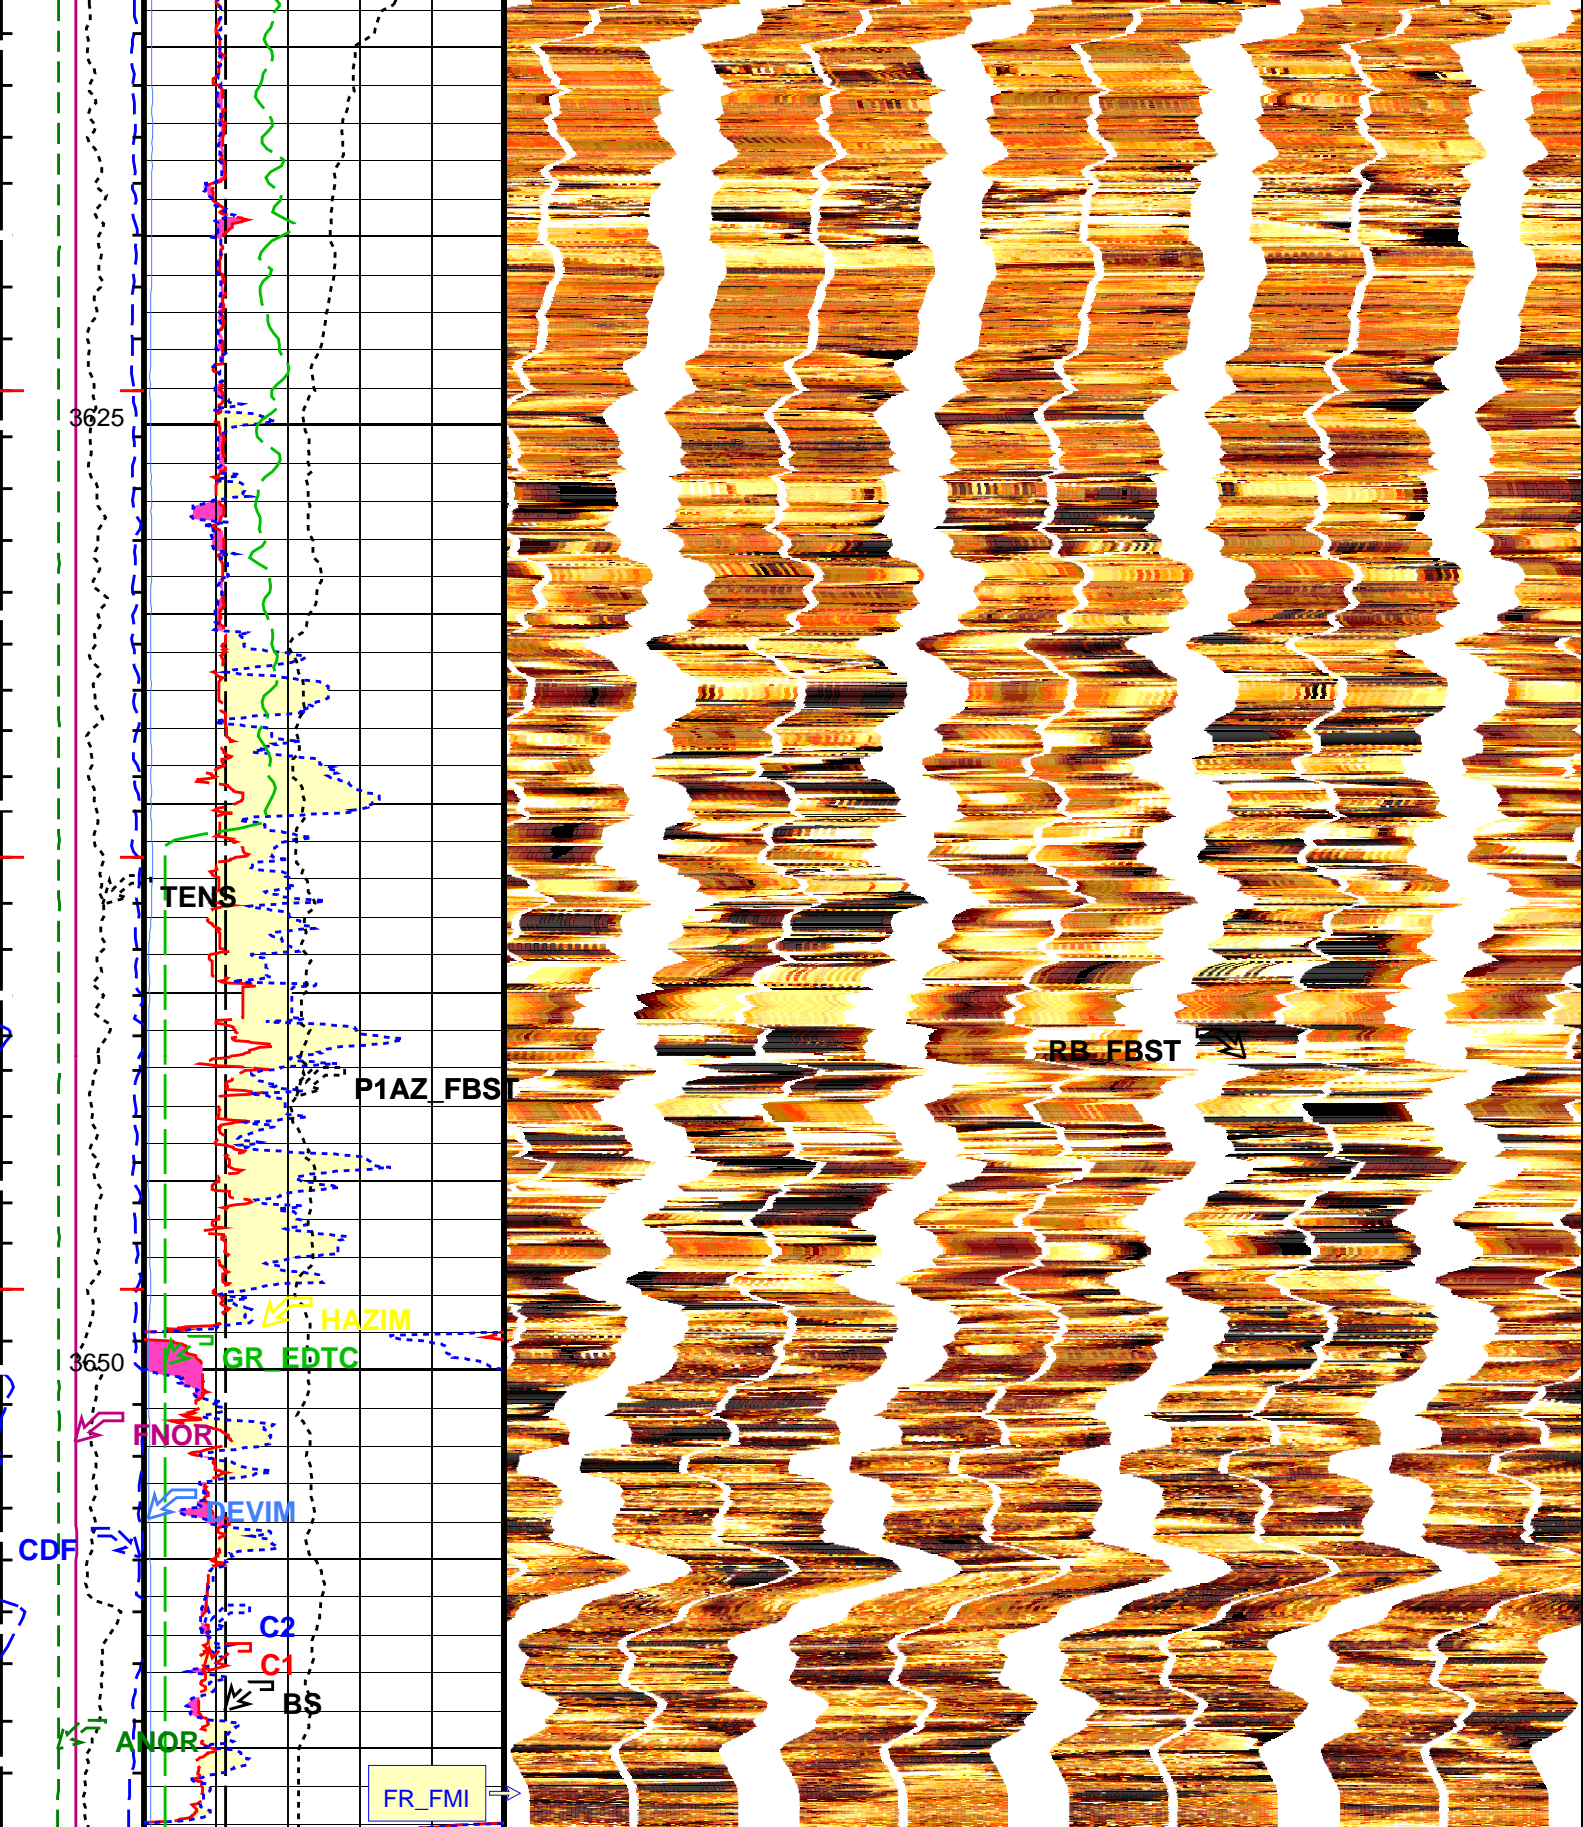 3625
TENS
RB_FBST
P1AZ_FBST
HAZIM
GR_EDTC
3650
FNOR
DEVIM
CDF
C2
C1
BS
ANOR
FR_FMI